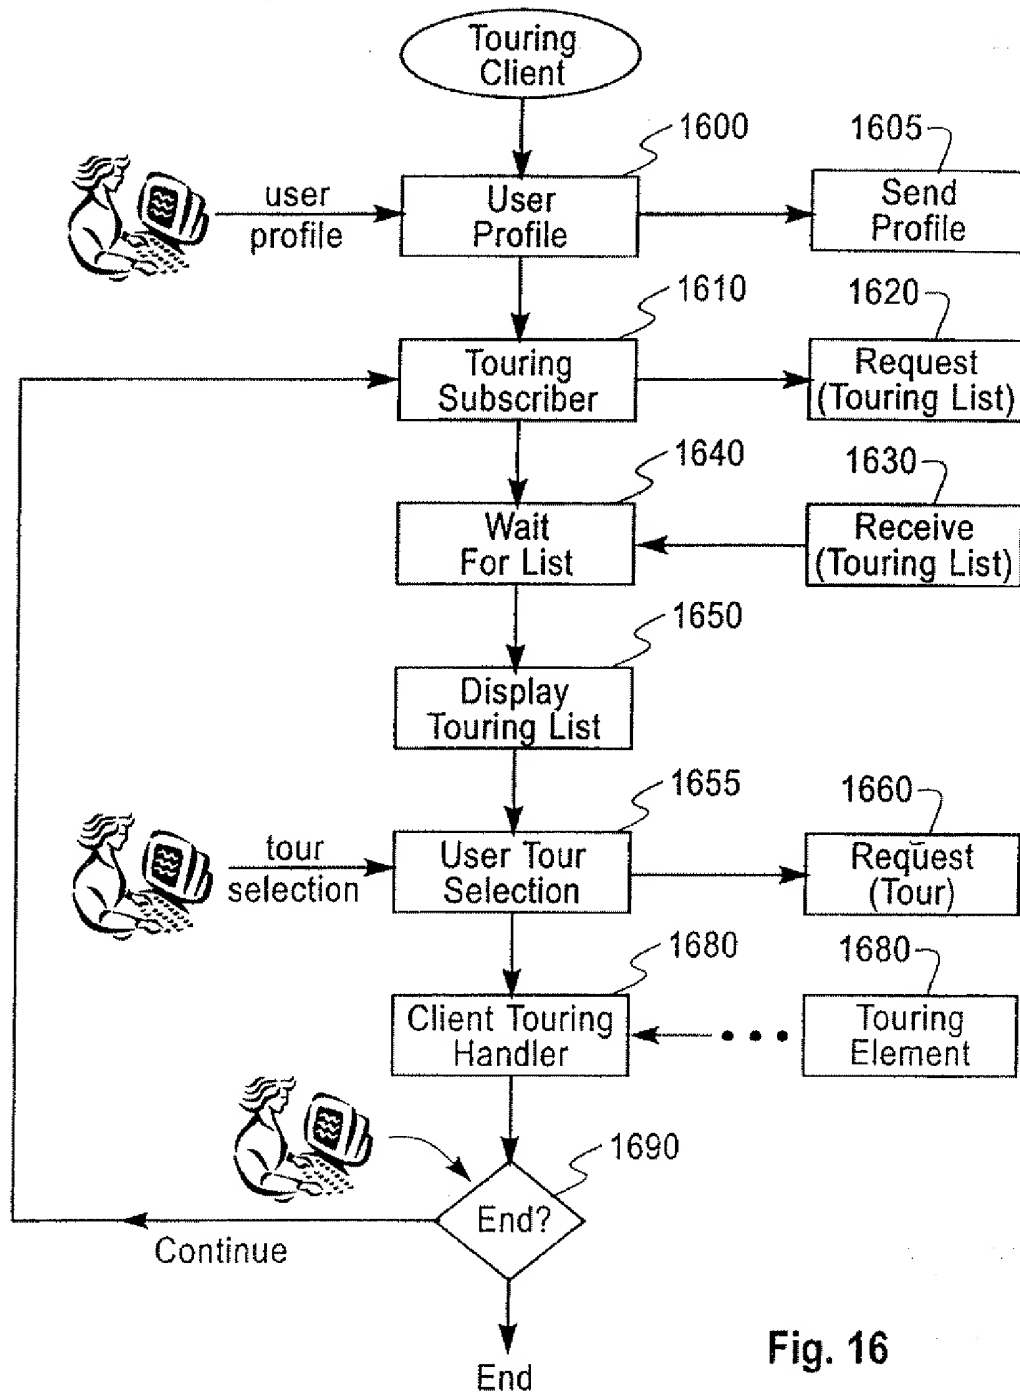 Touring
Client
1600
1605
user
profile
User
Profile
Send
Profile
1610
1620
Touring
Subscriber
Request
(Touring List)
1640
1630
Wait
For List
Receive
(Touring List)
1650
Display
Touring List
1655
1660
tour
selection
User Tour
Selection
Request
(Tour)
1680
1680
Client Touring
Handler
Touring
Element
1690
End?
Continue
End
Fig. 16